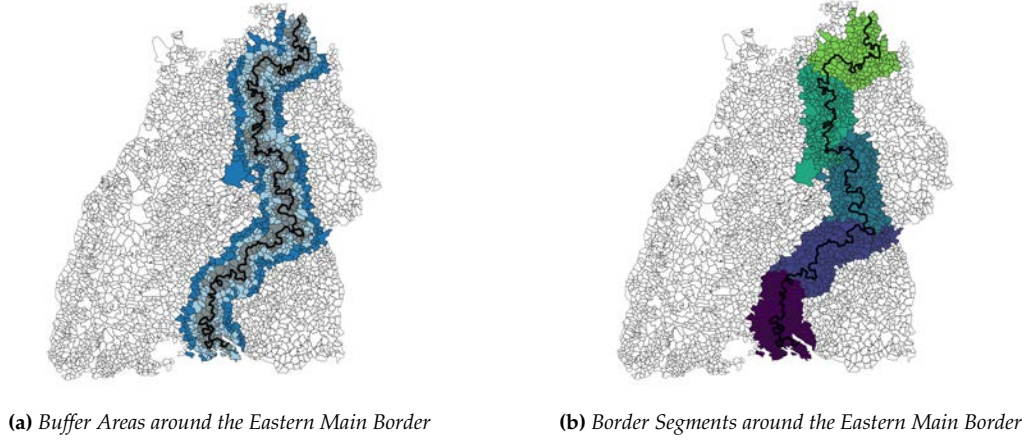 (a) Buffer Areas around the Eastern Main Border
(b) Border Segments around the Eastern Main Border